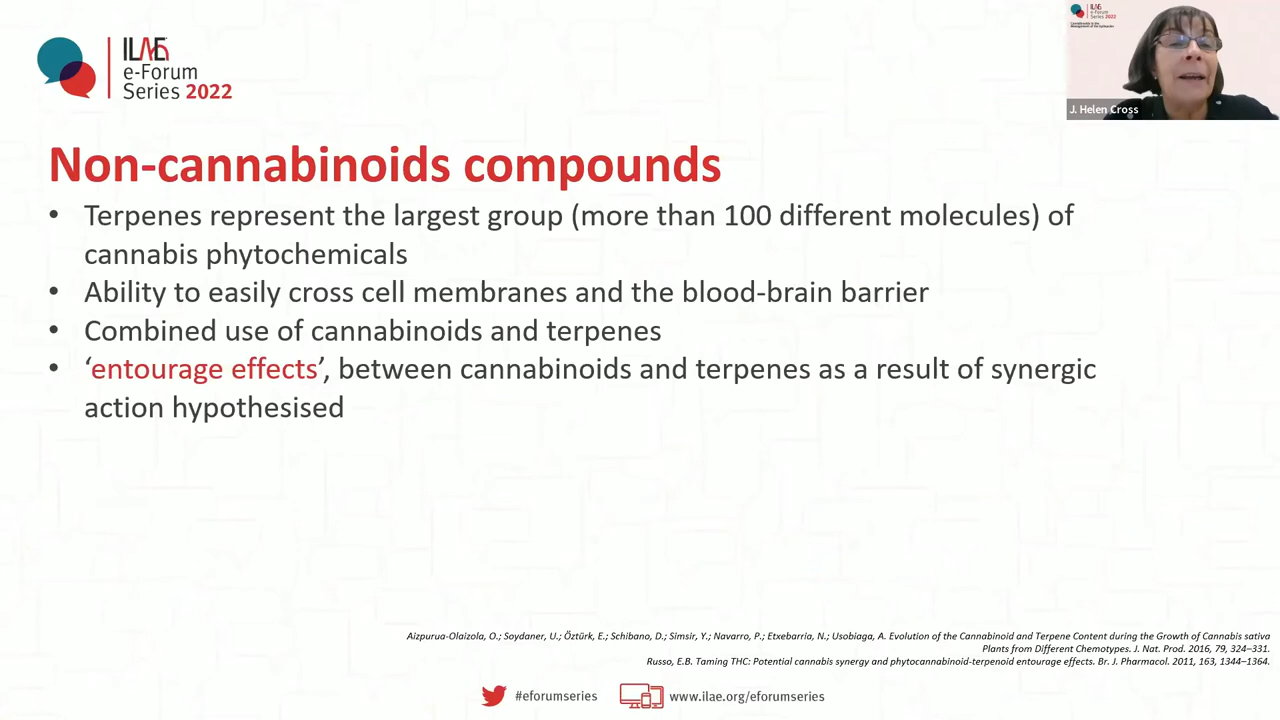 ILAE
e-Forum
Series 2022
ILAE
e-Forum
Series 2022
J. Helen Cross
Non-cannabinoids compounds
• Terpenes represent the largest group (more than 100 different molecules) of
cannabis phytochemicals
• Ability to easily cross cell membranes and the blood-brain barrier
• Combined use of cannabinoids and terpenes
• ‘entourage effects’, between cannabinoids and terpenes as a result of synergic
action hypothesised
Aizpurua-Olaizola, O.; Soydaner, U.; Öztürk, E.; Schibano, D.; Simsir, Y.; Navarro, P.; Etxebarria, N.; Usobiaga, A. Evolution of the Cannabinoid and Terpene Content during the Growth of Cannabis sativa
Plants from Different Chemotypes. J. Nat. Prod. 2016, 79, 324–331.
Russo, E.B. Taming THC: Potential cannabis synergy and phytocannabinoid-terpenoid entourage effects. Br. J. Pharmacol. 2011, 163, 1344–1364.
#eforumseries
www.ilae.org/eforumseries